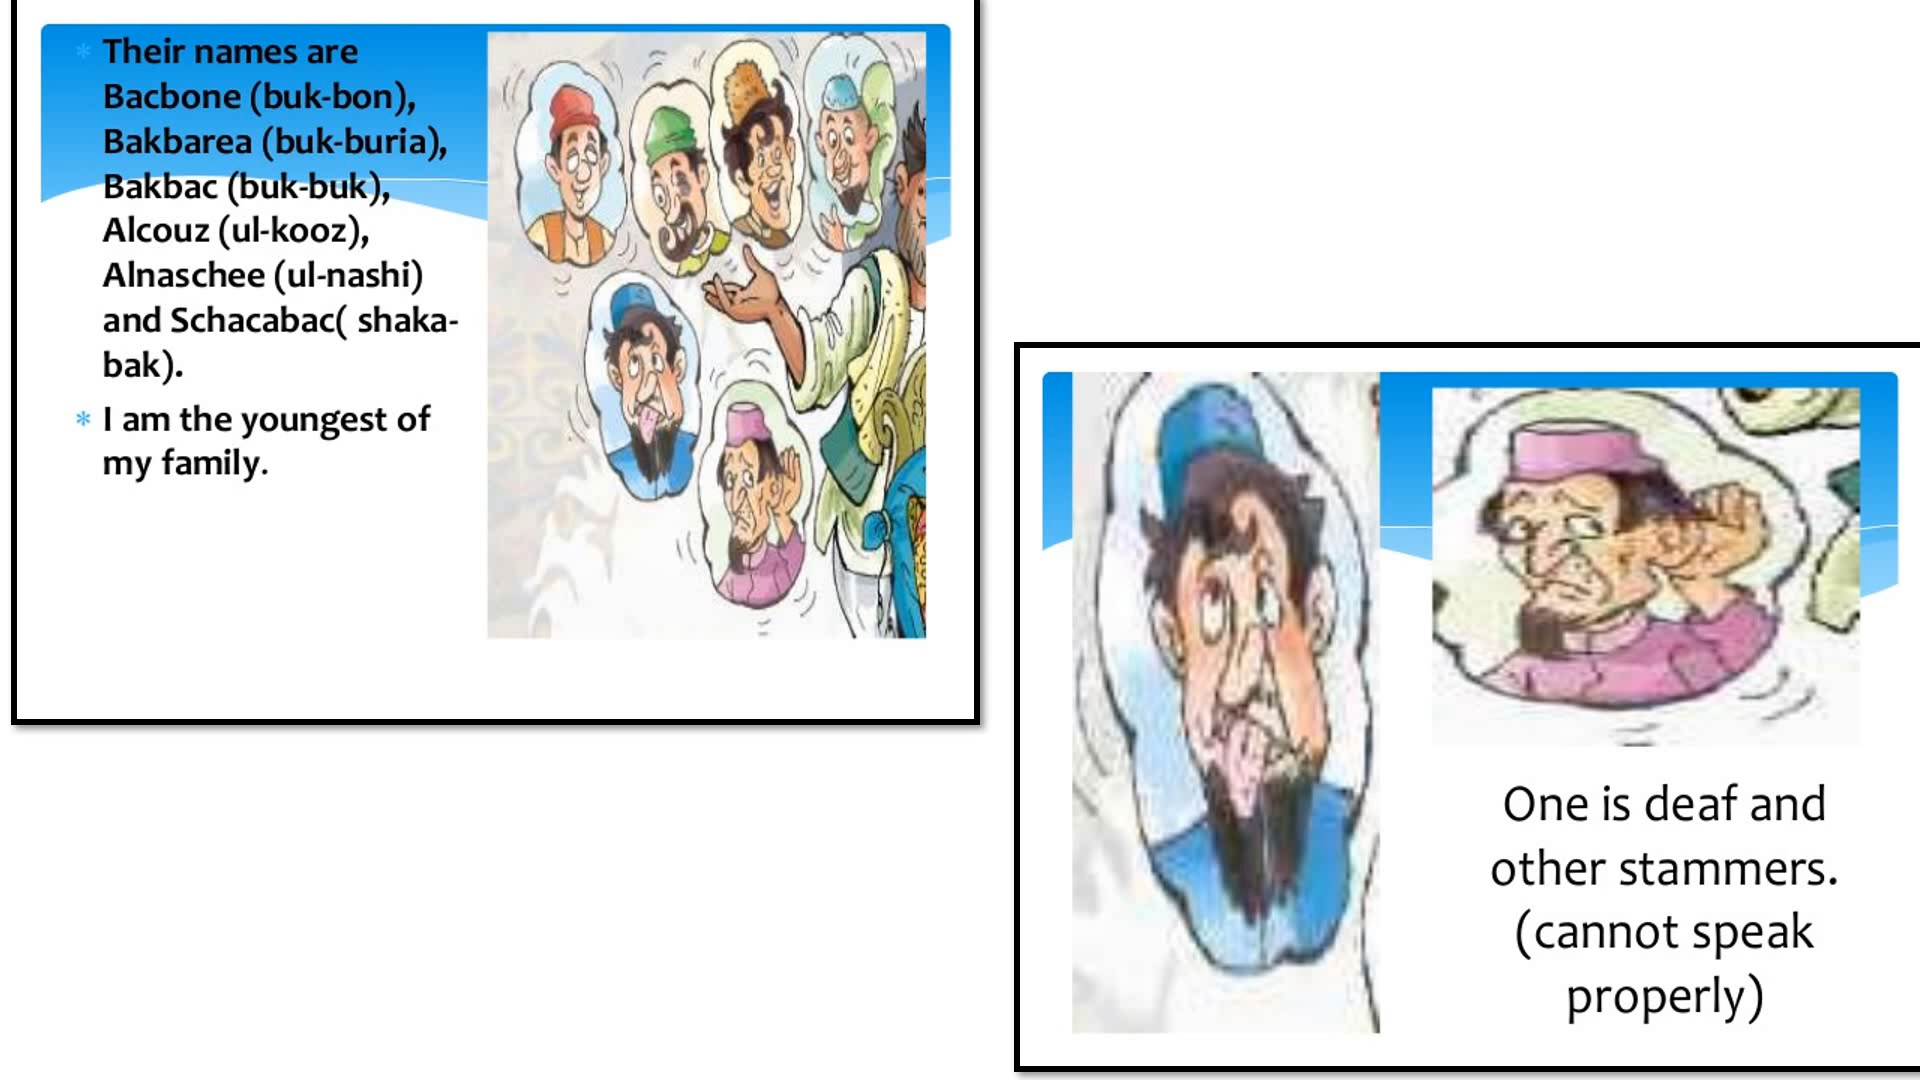 * Their names are
Bacbone (buk-bon),
Bakbarea (buk-buria),
Bakbac (buk-buk),
Alcouz (ul-kooz),
Alnaschee (ul-nashi)
and Schacabac( shaka-
bak).
* I am the youngest of
my family.
One is deaf and
other stammers.
(cannot speak
properly)